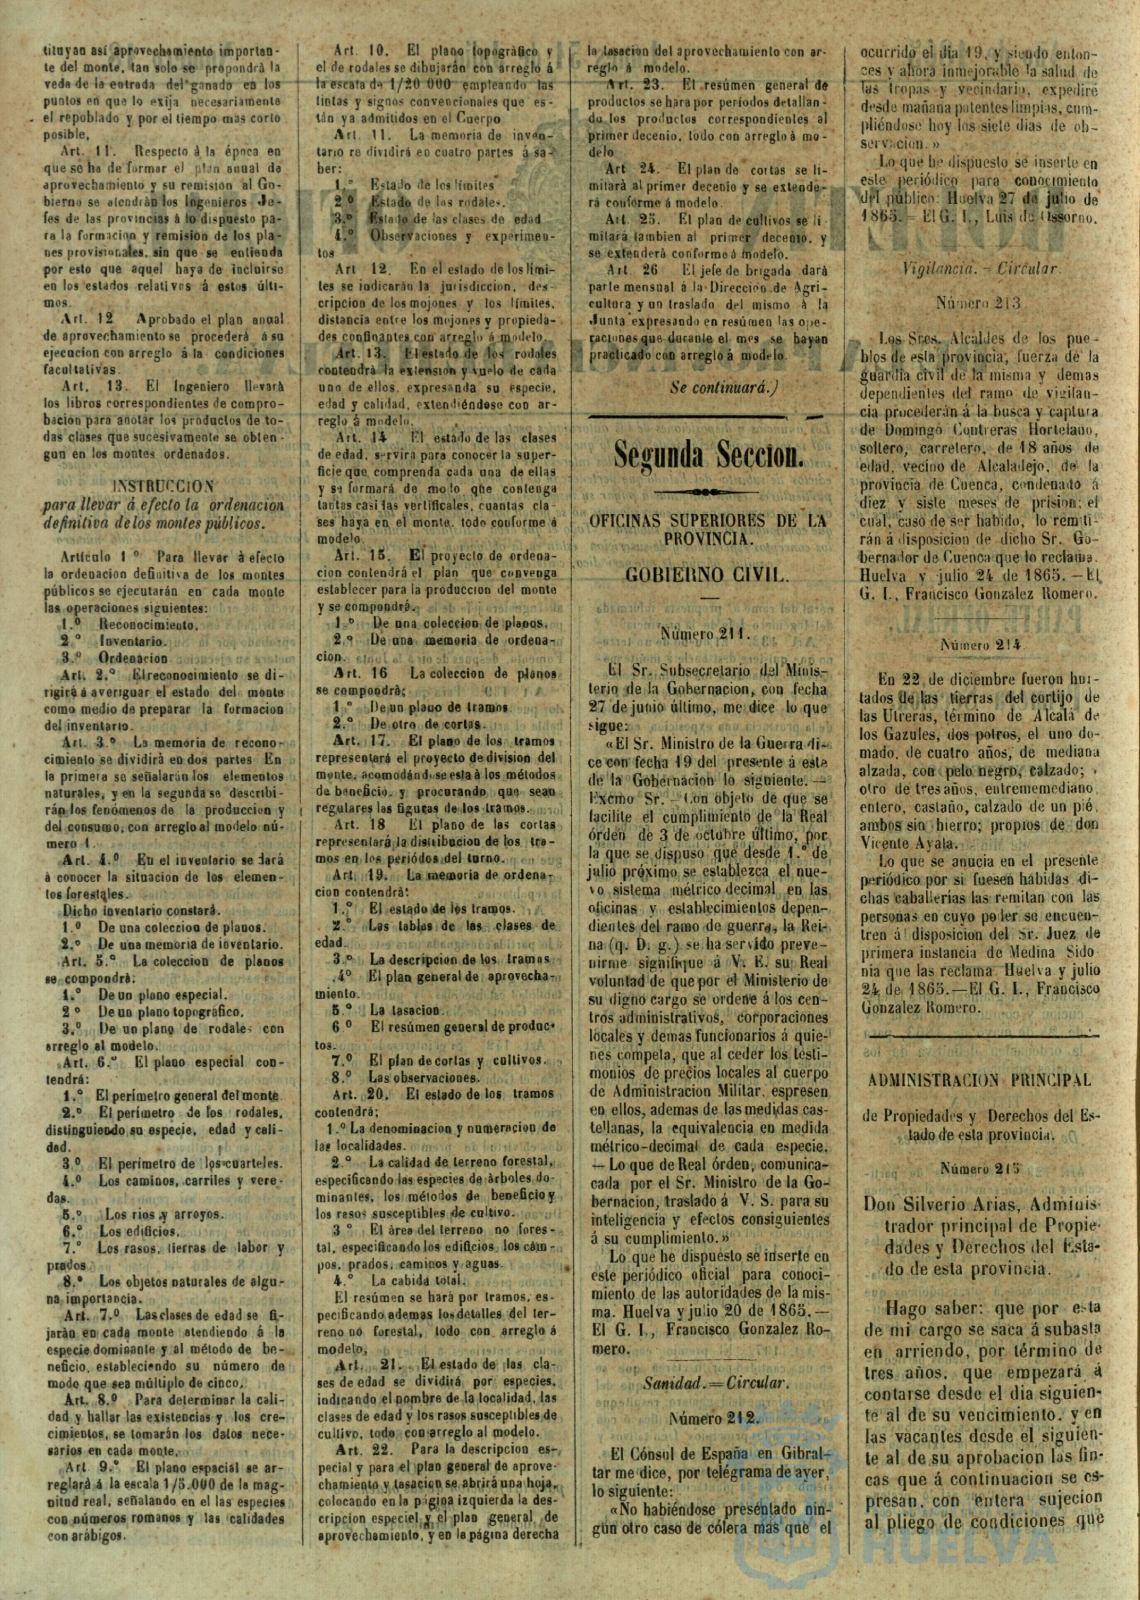 tituyan así aprovechamiento importan-
te del monte, tan solo se propondrá la
veda de la entrada del ganado en los
puntos en que lo exija necesariamente
el repoblado y por el tiempo mas corto
posible,
Art. 11. Respecto á la época en
que se ha de formar el plan anual de
aprovechamiento y su remision al Go-
bierno se atendrán los Ingenieros Je-
fes de las provincias á lo dispuesto pa-
ra la formacion y remision de los pla-
nes provisionales, sin que se entienda
por esto que aquel haya de incluirse
en los estados relativos á estos últi-
mos.
Art. 12 Aprobado el plan anual
de aprovechamiento se procederá á su
ejecucion con arreglo á la condiciones
facultativas.
Art. 13. El Ingeniero llevará
los libros correspondientes de compro-
bacion para anotar los productos de to-
das clases que sucesivamente se obten-
gan en los montes ordenados.
INSTRUCCION
para llevar á efecto la ordenacion
definitiva de los montes públicos.
Artículo 1º Para llevar á efecto
la ordenacion definitiva de los montes
públicos se ejecutarán en cada monte
las operaciones siguientes:
1.º Reconocimiento.
2º Inventario.
3.º Ordenacion
Art. 2.º El reconocimiento se di-
rigirá á averiguar el estado del monte
como medio de preparar la formacion
del inventario.
Art. 3.º La memoria de recono-
cimiento se dividirá en dos partes En
la primera se señalarán los elementos
naturales, y en la segunda se describi-
rán los fenómenos de la produccion y
del consumo, con arreglo al modelo nú-
mero 1.
Art. 4.º En el inventario se dará
á conocer la situacion de los elemen-
tos forestales.
Dicho inventario constará.
1.º De una coleccion de planos.
2.º De una memoria de inventario.
Art. 5.º La coleccion de planos
se compondrá:
1.º De un plano especial.
2º De un plano topográfico.
3.º De un plano de rodales con
arreglo al modelo.
Art. 6.º El plano especial con-
tendrá:
1.º El perímetro general del monte
2.º El perímetro de los rodales,
distinguiendo su especie, edad y cali-
dad.
3.º El perímetro de los cuarteles.
4.º Los caminos, carriles y vere-
das.
5.º Los rios y arroyos.
6.º Los edificios.
7.º Los rasos, tierras de labor y
prados
8.º Los objetos naturales de algu-
na importancia.
Art. 7.º Las clases de edad se fi-
jarán en cada monte atendiendo á la
especie dominante y al método de be-
neficio, estableciendo su número de
modo que sea múltiplo de cinco.
Art. 8.º Para determinar la cali-
dad y hallar las existencias y los cre-
cimientos, se tomarán los datos nece-
sarios en cada monte.
Art 9.º El plano espacial se ar-
reglará á la escala 1/5.000 de la mag-
nitud real, señalando en el las especies
con números romanos y las calidades
con arábigos.
Art. 10. El plano topográfico y
el de rodales se dibujarán con arreglo á
la escala de 1/20 000 empleando las
tintas y signos convencionales que es-
tán ya admitidos en el Cuerpo
Art. 11. La memoria de inven-
tario re dividirá en cuatro partes á sa-
ber:
1.º Estado de los límites
2.º Estado de los rodales.
3.º Estado de las clases de edad
4.º Observaciones y experimen-
tos
Art 12. En el estado de los lími-
tes se indicarán la jurisdiccion, des-
cripcion de los mojones y los límites,
distancia entre los mojones y propieda-
des confinantes con arreglo á modelo.
Art. 13. El estado de los rodales
contendrá la extension y vuelo de cada
uno de ellos, expresando su especie,
edad y calidad, extendiéndose con ar-
reglo á modelo.
Art. 14 El estado de las clases
de edad, servirá para conocer la super-
ficie que comprenda cada una de ellas
y se formará de modo que contenga
tantas casillas vertificales, cuantas cla-
ses haya en el monte, todo conforme á
modelo.
Art. 15. El proyecto de ordena-
cion contendrá el plan que convenga
establecer para la produccion del monte
y se compondrá.
1º De una coleccion de planos.
2.º De una memoria de ordena-
cion.
Art. 16 La coleccion de planos
se compondrá;
1º De un plano de tramos
2.º De otro de cortas.
Art. 17. El plano de los tramos
representará el proyecto de division del
monte, acomodándose esta á los métodos
de beneficio, y procurando que sean
regulares las figuras de los tramos.
Art. 18 El plano de las cortas
representará la distribucion de los tra-
mos en los periódos del turno.
Art. 19. La memoria de ordena-
cion contendrá:
1.º El estado de los tramos.
2.º Las tablas de las clases de
edad.
3.º La descripcion de los tramos
4º El plan general de aprovecha-
miento.
5.º La tasacion.
6º El resúmen general de produc-
tos.
7.º El plan de cortas y cultivos.
8.º Las observaciones.
Art. 20. El estado de los tramos
contendrá;
1.º La denominacion y numeracion de
las localidades.
2.º La calidad de terreno forestal,
especificando las especies de árboles do-
minantes, los métodos de beneficio y
los rasos susceptibles de cultivo.
3º El área del terreno no fores-
tal, especificando los edificios, los cam-
pos, prados, caminos y aguas.
4.º La cabida total.
El resúmen se hará por tramos, es-
pecificando ademas los detalles del ter-
reno no forestal, todo con arreglo á
modelo,
Art. 21. El estado de las cla-
ses de edad se dividirá por especies,
indicando el nombre de la localidad, las
clases de edad y los rasos susceptibles de
cultivo, todo con arreglo al modelo.
Art. 22. Para la descripcion es-
pecial y para el plan general de aprove-
chamiento y tasacion se abrirá una hoja,
colocando en la página izquierda la des-
cripcion especial y el plan general de
aprovechamiento, y en la página derecha
la tasacion del aprovechamiento con ar-
reglo á modelo.
Art. 23. El resúmen general de
productos se hara por periodos detallan-
do los productos correspondientes al
primer decenio, todo con arreglo á mo-
delo
Art 24. El plan de cortas se li-
mitará al primer decenio y se extende-
rá conforme á modelo.
Art. 25. El plan de cultivos se li
mitará tambien al primer decenio, y
se extenderá conforme á modelo.
Art. 26 El jefe de brigada dará
parte mensual á la Direccion de Agri-
cultura y un traslado del mismo á la
Junta expresando en resúmen las ope-
raciones que durante el mes se hayan
practicado con arreglo á modelo.
Se continuará.)
Segunda Seccion.
OFICINAS SUPERIORES DE LA
PROVINCIA.
GOBIERNO CIVIL.
Número 211.
El Sr. Subsecretario del Minis-
terio de la Gobernacion, con fecha
27 de junio último, me dice lo que
sigue:
«El Sr. Ministro de la Guerra di-
ce con fecha 19 del presente á este
de la Gobernacion lo siguiente.—
Excmo Sr.—Con objeto de que se
facilite el cumplimiento de la Real
órden de 3 de octubre último, por
la que se dispuso que desde 1.º de
julio próximo se establezca el nue-
vo sistema métrico decimal en las
oficinas y establecimientos depen-
dientes del ramo de guerra, la Rei-
na (q. D. g.) se ha servido preve-
nirme signifique á V. E. su Real
voluntad de que por el Ministerio de
su digno cargo se ordene á los cen-
tros administrativos, corporaciones
locales y demas funcionarios á quie-
nes competa, que al ceder los testi-
monios de precios locales al cuerpo
de Administracion Militar, espresen
en ellos, ademas de las medidas cas-
tellanas, la equivalencia en medida
métrico-decimal de cada especie.
—Lo que de Real órden, comunica-
cada por el Sr. Ministro de la Go-
bernacion, traslado á V. S. para su
inteligencia y efectos consiguientes
á su cumplimiento.»
Lo que he dispuesto se inserte en
este periódico oficial para conoci-
miento de las autoridades de la mis-
ma. Huelva y julio 20 de 1865.—
El G. I., Francisco Gonzalez Ro-
mero.
Sanidad.=Circular.
Número 212.
El Cónsul de España en Gibral-
tar me dice, por telégrama de ayer,
lo siguiente:
«No habiéndose presentado nin-
gun otro caso de cólera mas que el
ocurrido el dia 19, y siendo enton-
ces y ahora inmejorable la salud de
las tropas y vecindario, expediré
desde mañana patentes limpias, cum-
pliéndose hoy los siete dias de ob-
servacion.»
Lo que he dispuesto se inserte en
este periódico para conocimiento
del público. Huelva 27 de julio de
1865.=El G. I., Luis de Ussorno.
Vigilancia.=Circular.
Número 213
Los Sres. Alcaldes de los pue-
blos de esta provincia, fuerza de la
guardia civil de la misma y demas
dependientes del ramo de vigilan-
cia procederán á la busca y captura
de Domingo Contreras Hortelano,
soltero, carretero, de 18 años de
edad, vecino de Alcaladejo, de la
provincia de Cuenca, condenado á
diez y siste meses de prision; el
cual, caso de ser habido, lo remiti-
rán á disposicion de dicho Sr. Go-
bernador de Cuenca que lo reclama.
Huelva y julio 24 de 1865.—El
G. I., Francisco Gonzalez Romero.
Número 214
En 22 de diciembre fueron hur-
tados de las tierras del cortijo de
las Utreras, término de Alcalá de
los Gazules, dos potros, el uno do-
mado, de cuatro años, de mediana
alzada, con pelo negro, calzado; y
otro de tres años, entremediano,
entero, castaño, calzado de un pié,
ambos sin hierro; propios de don
Vicente Ayala.
Lo que se anucia en el presente
periódico por si fuesen habidas di-
chas caballerias las remitan con las
personas en cuyo poder se encuen-
tren á disposicion del Sr. Juez de
primera instancia de Medina Sido
nia que las reclama. Huelva y julio
24 de 1865.—El G. I., Francisco
Gonzalez Romero.
ADMINISTRACION PRINCIPAL
de Propiedades y Derechos del Es-
tado de esta provincia.
Número 215
Don Silverio Arias, Adminis-
trador principal de Propie-
dades y Derechos del Esta-
do de esta provincia.
Hago saber: que por esta
de mi cargo se saca á subasta
en arriendo, por término de
tres años, que empezará á
contarse desde el dia siguien-
te al de su vencimiento, y en
las vacantes desde el siguien-
te al de su aprobacion las fin-
cas que á continuacion se es-
presan, con entera sujecion
al pliego de condiciones que
HUELVA